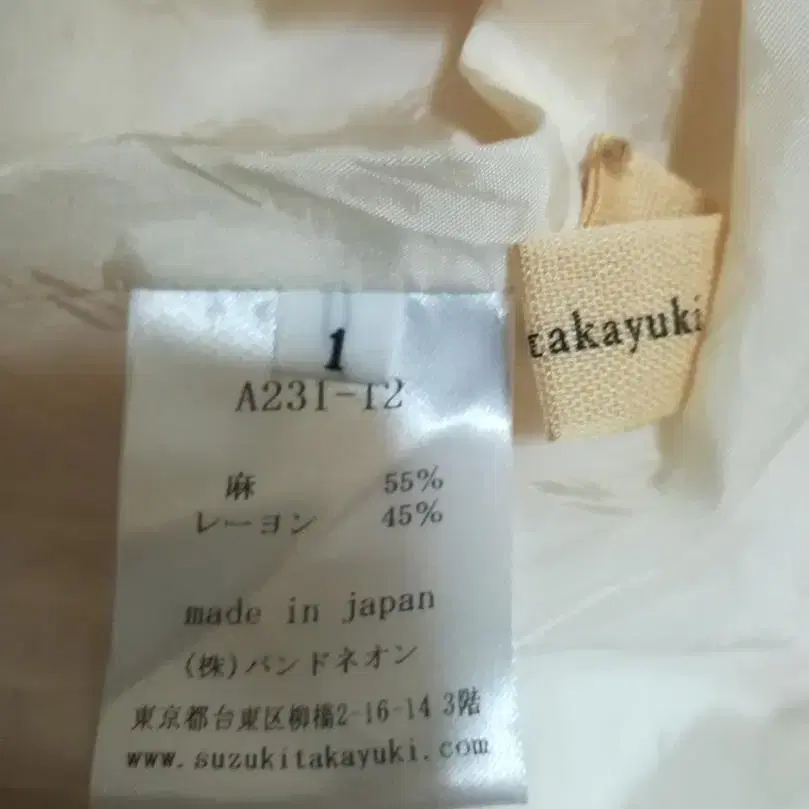 1
A231-12
麻 55%
レーヨン 45%
made in japan
(株)バンドネオン
東京都台東区柳橋2-16-14 3階
www.suzukitakayuki.com
takayuki